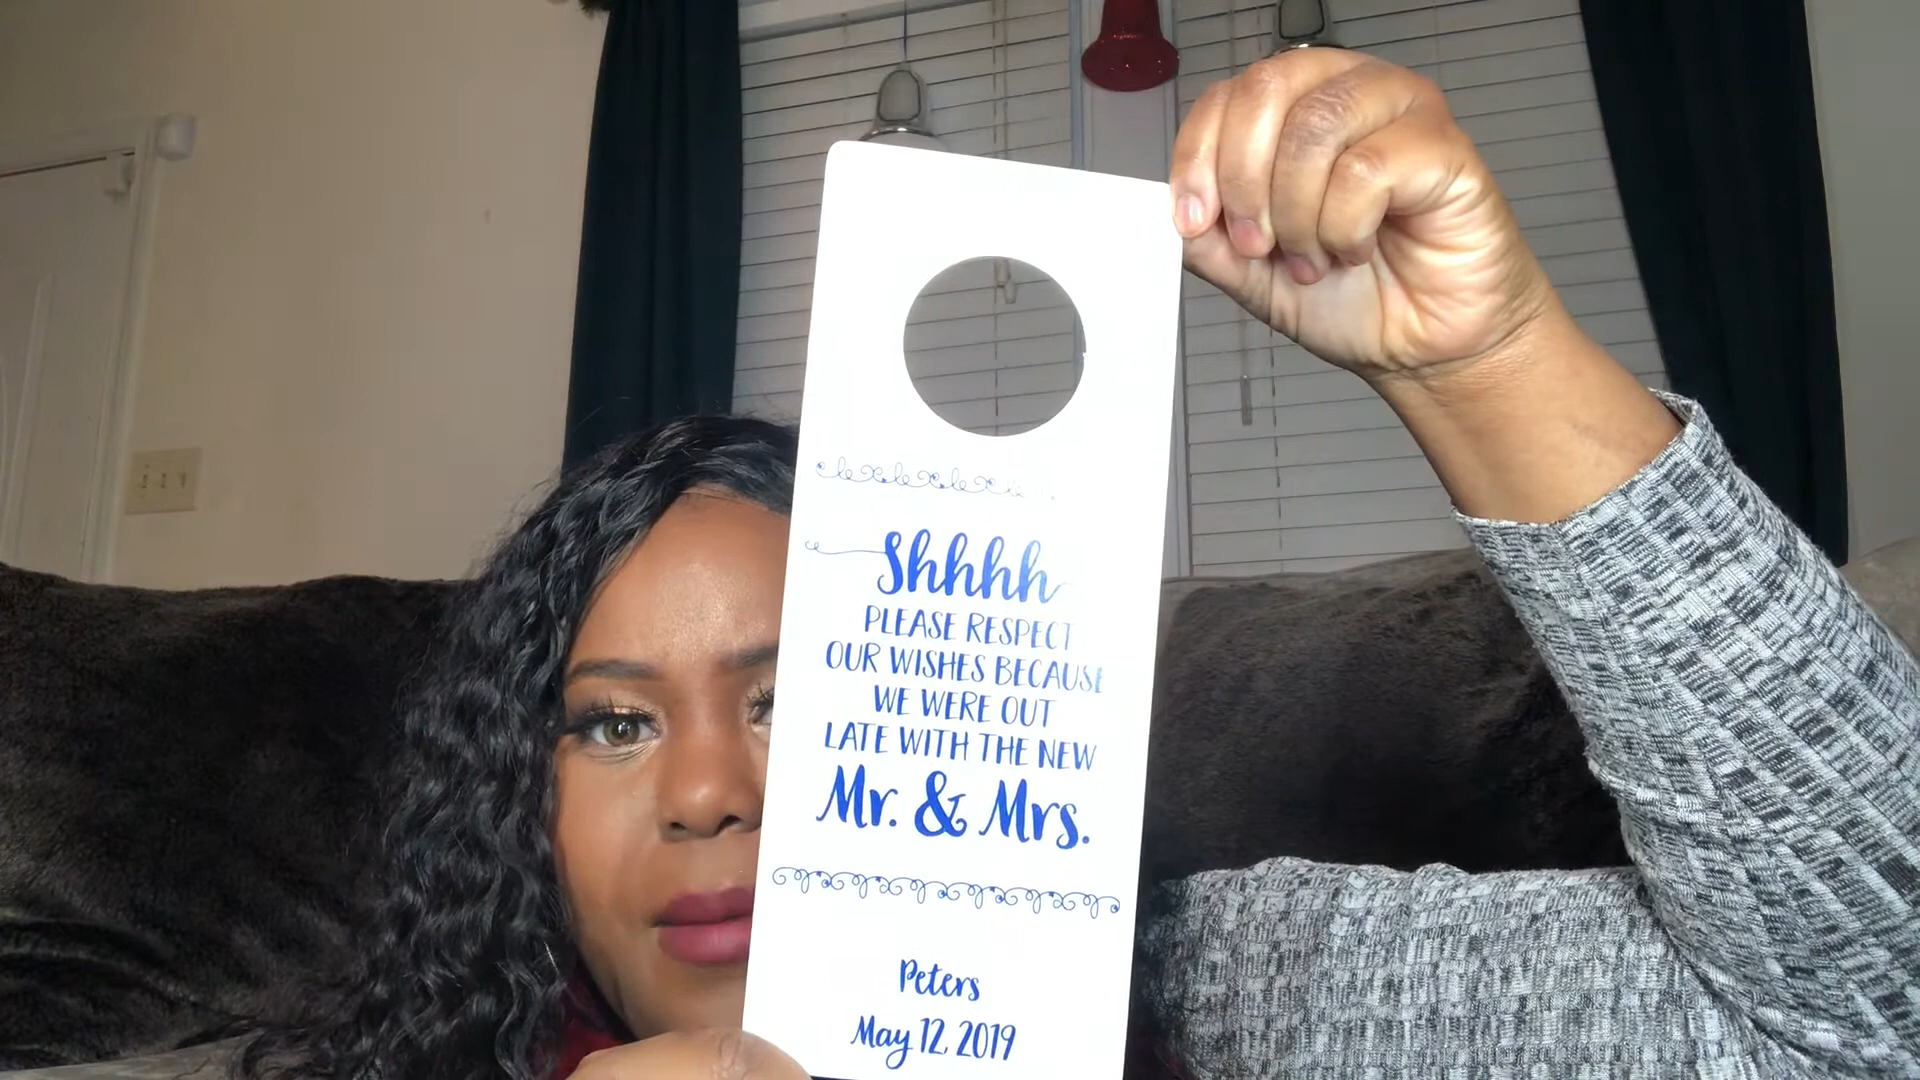 Shhhh
PLEASE RESPECT
OUR WISHES BECAUSE
WE WERE OUT
LATE WITH THE NEW
Mr. & Mrs.
Peters
May 12, 2019